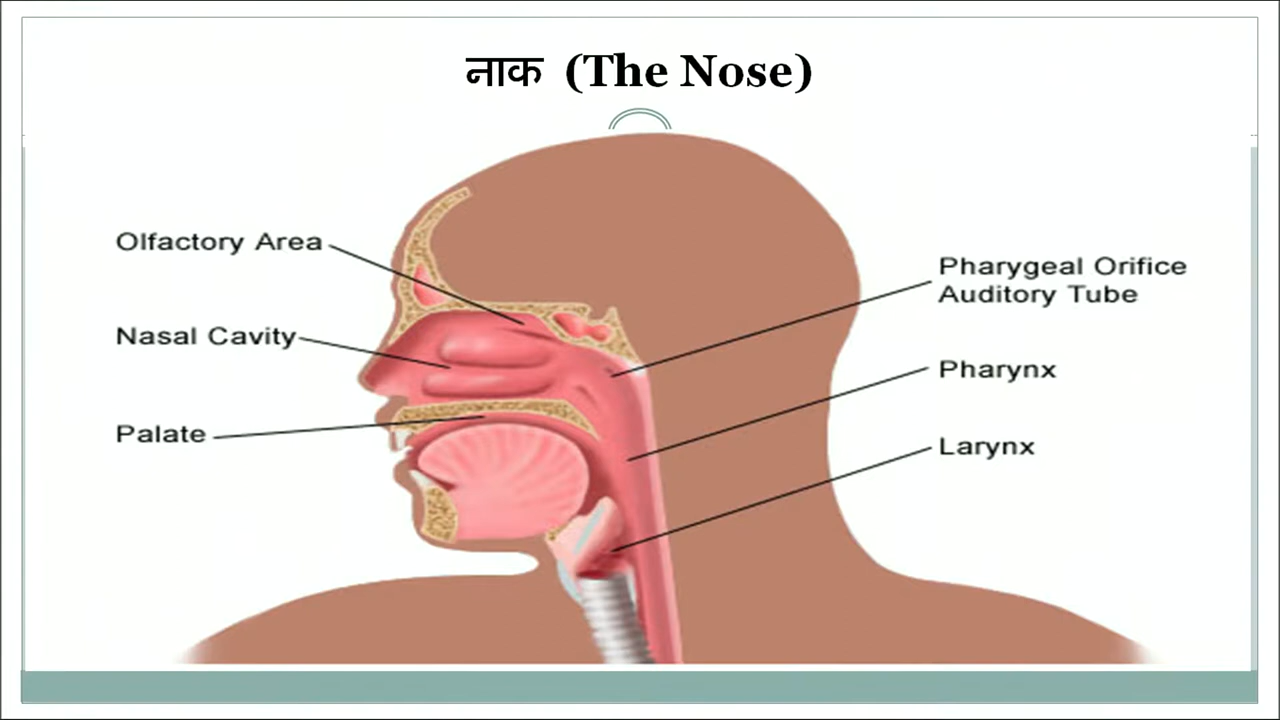 नाक (The Nose)
Olfactory Area
Nasal Cavity
Palate
Pharygeal Orifice
Auditory Tube
Pharynx
Larynx